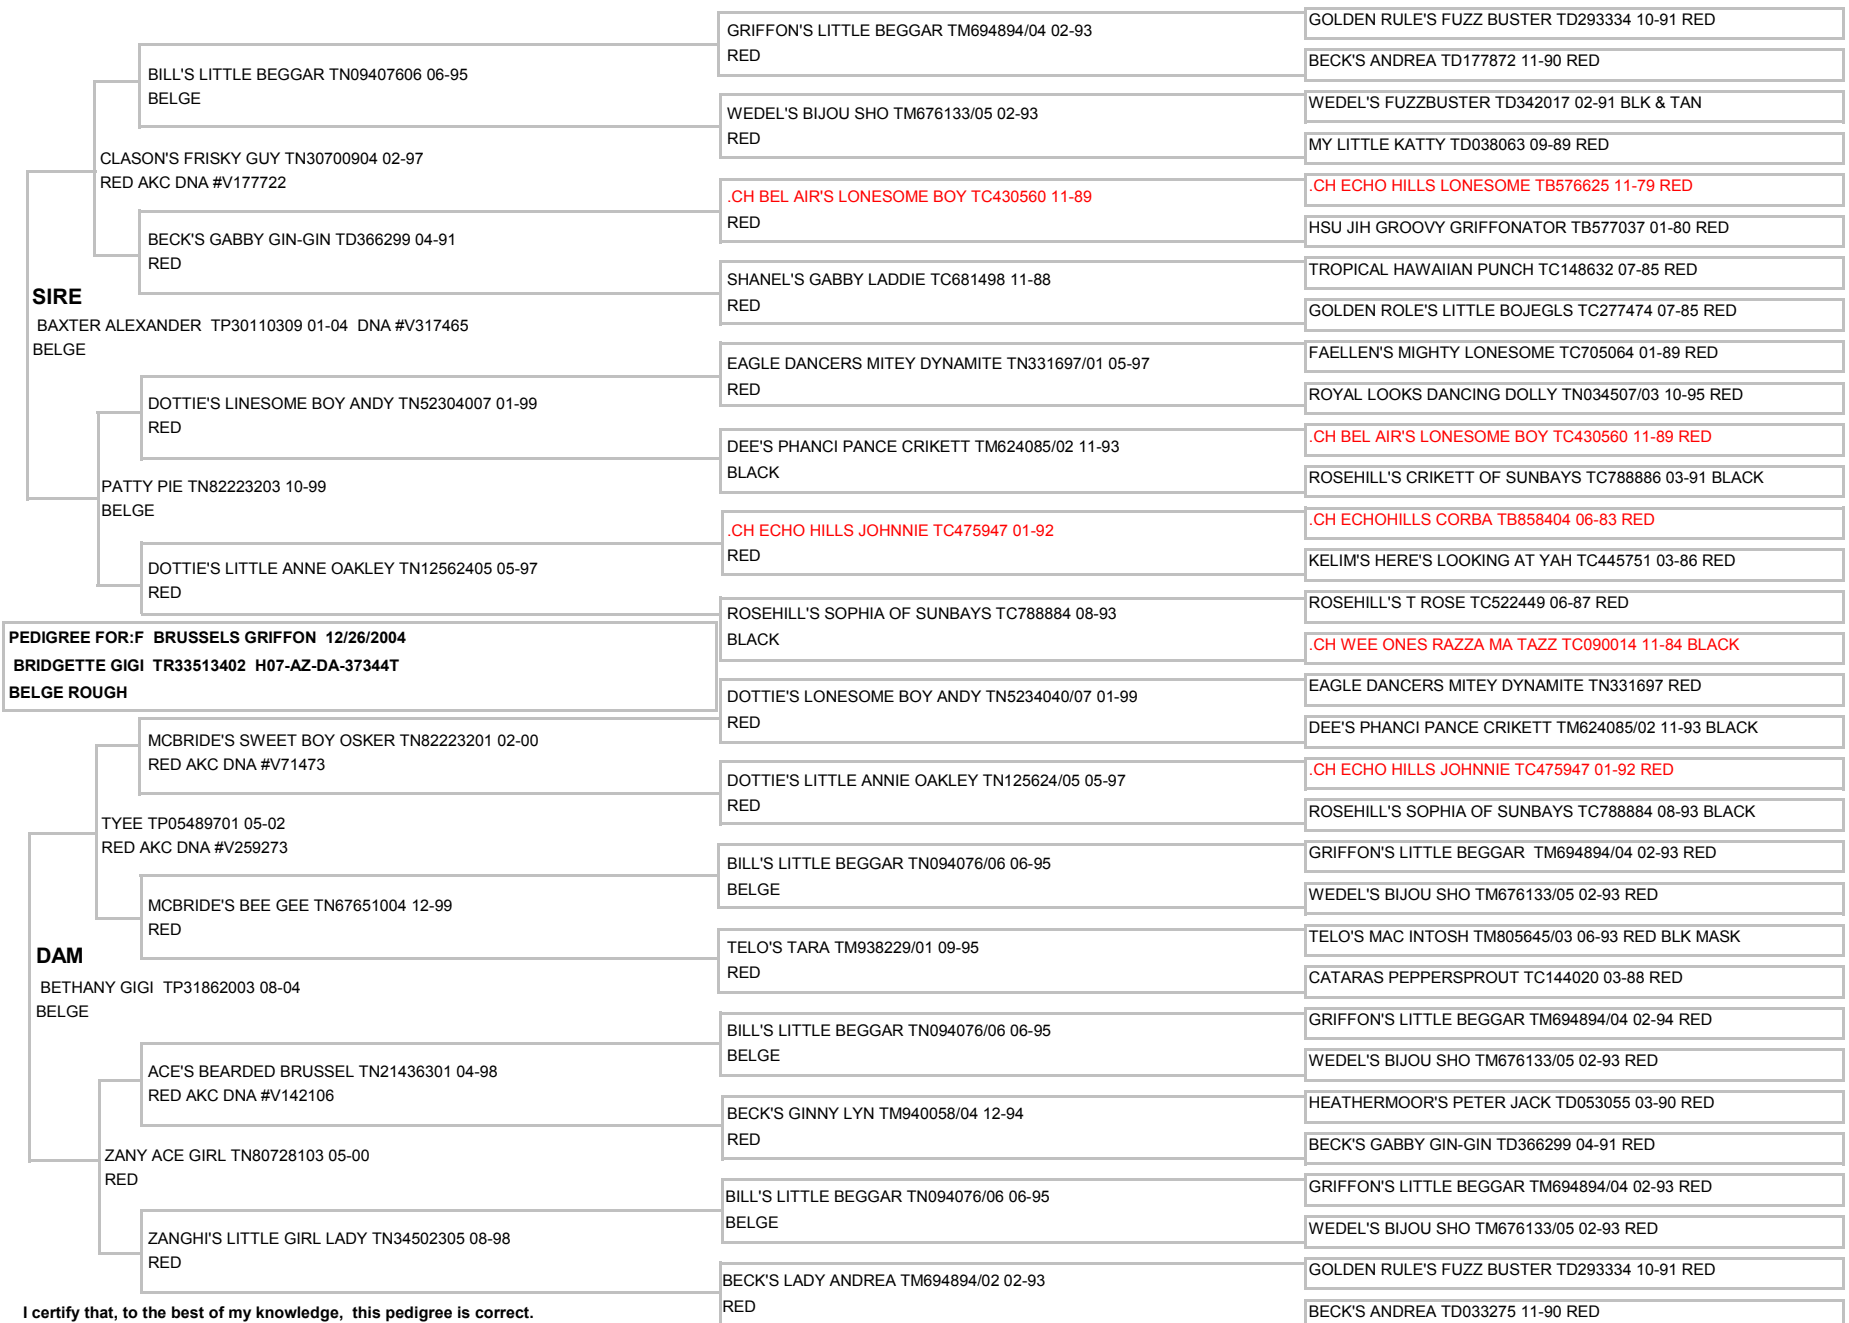 GOLDEN RULE'S FUZZ BUSTER TD293334 10-91 RED
GRIFFON'S LITTLE BEGGAR TM694894/04 02-93
RED
BECK'S ANDREA TD177872 11-90 RED
BILL'S LITTLE BEGGAR TN09407606 06-95
BELGE
WEDEL'S FUZZBUSTER TD342017 02-91 BLK & TAN
WEDEL'S BIJOU SHO TM676133/05 02-93
RED
MY LITTLE KATTY TD038063 09-89 RED
CLASON'S FRISKY GUY TN30700904 02-97
RED AKC DNA #V177722
.CH ECHO HILLS LONESOME TB576625 11-79 RED
.CH BEL AIR'S LONESOME BOY TC430560 11-89
RED
HSU JIH GROOVY GRIFFONATOR TB577037 01-80 RED
BECK'S GABBY GIN-GIN TD366299 04-91
RED
TROPICAL HAWAIIAN PUNCH TC148632 07-85 RED
SHANEL'S GABBY LADDIE TC681498 11-88
RED
GOLDEN ROLE'S LITTLE BOJEGLS TC277474 07-85 RED
SIRE
BAXTER ALEXANDER TP30110309 01-04 DNA #V317465
BELGE
FAELLEN'S MIGHTY LONESOME TC705064 01-89 RED
EAGLE DANCERS MITEY DYNAMITE TN331697/01 05-97
RED
ROYAL LOOKS DANCING DOLLY TN034507/03 10-95 RED
DOTTIE'S LINESOME BOY ANDY TN52304007 01-99
RED
.CH BEL AIR'S LONESOME BOY TC430560 11-89 RED
DEE'S PHANCI PANCE CRIKETT TM624085/02 11-93
BLACK
ROSEHILL'S CRIKETT OF SUNBAYS TC788886 03-91 BLACK
PATTY PIE TN82223203 10-99
BELGE
.CH ECHOHILLS CORBA TB858404 06-83 RED
.CH ECHO HILLS JOHNNIE TC475947 01-92
RED
KELIM'S HERE'S LOOKING AT YAH TC445751 03-86 RED
DOTTIE'S LITTLE ANNE OAKLEY TN12562405 05-97
RED
ROSEHILL'S T ROSE TC522449 06-87 RED
ROSEHILL'S SOPHIA OF SUNBAYS TC788884 08-93
BLACK
.CH WEE ONES RAZZA MA TAZZ TC090014 11-84 BLACK
PEDIGREE FOR:F BRUSSELS GRIFFON 12/26/2004
BRIDGETTE GIGI TR33513402 H07-AZ-DA-37344T
BELGE ROUGH
EAGLE DANCERS MITEY DYNAMITE TN331697 RED
DOTTIE'S LONESOME BOY ANDY TN5234040/07 01-99
RED
DEE'S PHANCI PANCE CRIKETT TM624085/02 11-93 BLACK
MCBRIDE'S SWEET BOY OSKER TN82223201 02-00
RED AKC DNA #V71473
.CH ECHO HILLS JOHNNIE TC475947 01-92 RED
DOTTIE'S LITTLE ANNIE OAKLEY TN125624/05 05-97
RED
ROSEHILL'S SOPHIA OF SUNBAYS TC788884 08-93 BLACK
TYEE TP05489701 05-02
RED AKC DNA #V259273
GRIFFON'S LITTLE BEGGAR TM694894/04 02-93 RED
BILL'S LITTLE BEGGAR TN094076/06 06-95
BELGE
WEDEL'S BIJOU SHO TM676133/05 02-93 RED
MCBRIDE'S BEE GEE TN67651004 12-99
RED
TELO'S MAC INTOSH TM805645/03 06-93 RED BLK MASK
TELO'S TARA TM938229/01 09-95
RED
CATARAS PEPPERSPROUT TC144020 03-88 RED
DAM
BETHANY GIGI TP31862003 08-04
BELGE
GRIFFON'S LITTLE BEGGAR TM694894/04 02-94 RED
BILL'S LITTLE BEGGAR TN094076/06 06-95
BELGE
WEDEL'S BIJOU SHO TM676133/05 02-93 RED
ACE'S BEARDED BRUSSEL TN21436301 04-98
RED AKC DNA #V142106
HEATHERMOOR'S PETER JACK TD053055 03-90 RED
BECK'S GINNY LYN TM940058/04 12-94
RED
BECK'S GABBY GIN-GIN TD366299 04-91 RED
ZANY ACE GIRL TN80728103 05-00
RED
GRIFFON'S LITTLE BEGGAR TM694894/04 02-93 RED
BILL'S LITTLE BEGGAR TN094076/06 06-95
BELGE
WEDEL'S BIJOU SHO TM676133/05 02-93 RED
ZANGHI'S LITTLE GIRL LADY TN34502305 08-98
RED
GOLDEN RULE'S FUZZ BUSTER TD293334 10-91 RED
BECK'S LADY ANDREA TM694894/02 02-93
RED
BECK'S ANDREA TD033275 11-90 RED
I certify that, to the best of my knowledge, this pedigree is correct.